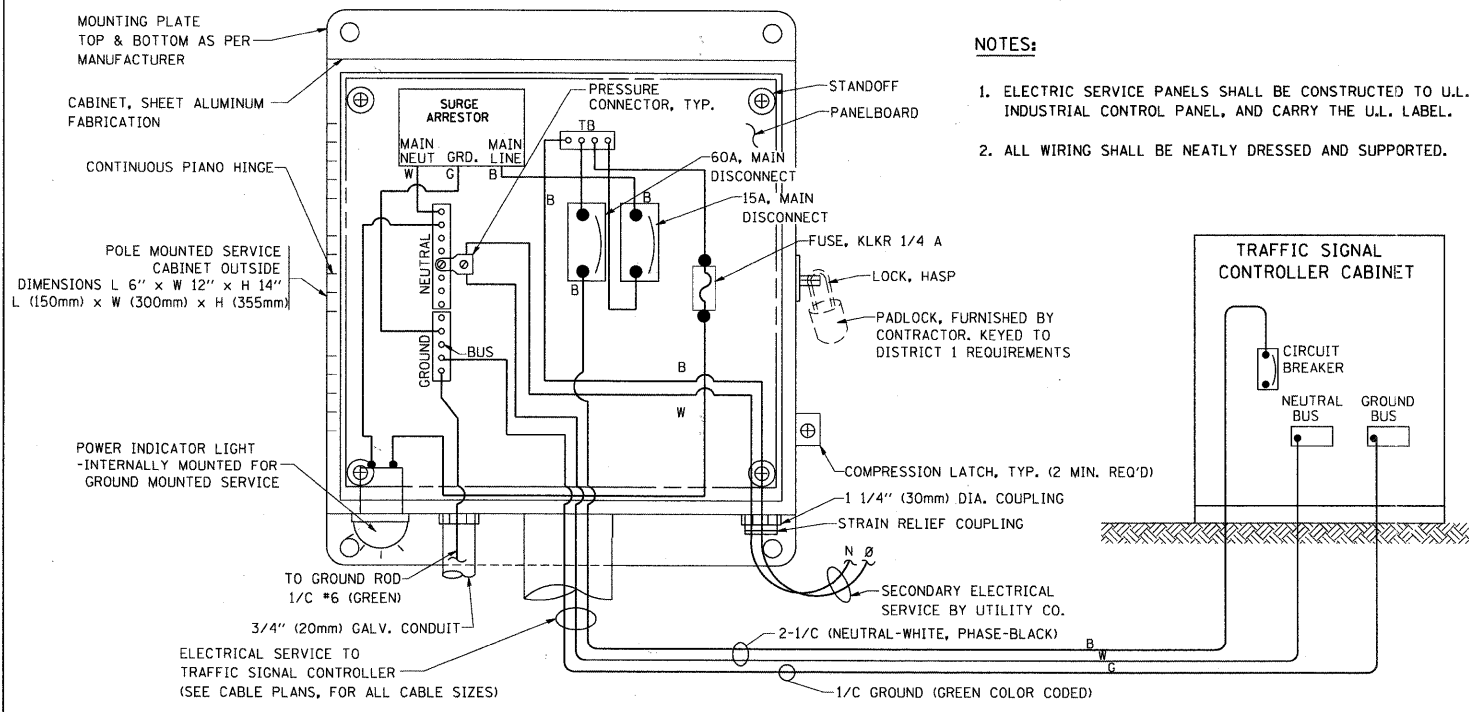 MOUNTING PLATE
TOP & BOTTOM AS PER
MANUFACTURER
CABINET, SHEET ALUMINUM
FABRICATION
CONTINUOUS PIANO HINGE
POLE MOUNTED SERVICE
CABINET OUTSIDE
DIMENSIONS L 6" x W 12" x H 14"
L (150mm) x W (300mm) x H (355mm)
POWER INDICATOR LIGHT
-INTERNALLY MOUNTED FOR
GROUND MOUNTED SERVICE
TO GROUND ROD
1/C #6 (GREEN)
3/4" (20mm) GALV. CONDUIT
ELECTRICAL SERVICE TO
TRAFFIC SIGNAL CONTROLLER
(SEE CABLE PLANS, FOR ALL CABLE SIZES)
SURGE
ARRESTOR
MAIN
NEUT
GRD.
MAIN
LINE
W
G
B
PRESSURE
CONNECTOR, TYP.
TB
STANDOFF
PANELBOARD
60A, MAIN
DISCONNECT
15A, MAIN
DISCONNECT
B
B
B
FUSE, KLKR 1/4 A
NEUTRAL
GROUND
BUS
B
W
LOCK, HASP
PADLOCK, FURNISHED BY
CONTRACTOR. KEYED TO
DISTRICT 1 REQUIREMENTS
COMPRESSION LATCH, TYP. (2 MIN. REQ'D)
1 1/4" (30mm) DIA. COUPLING
STRAIN RELIEF COUPLING
N Ø
SECONDARY ELECTRICAL
SERVICE BY UTILITY CO.
2-1/C (NEUTRAL-WHITE, PHASE-BLACK)
B
W
G
1/C GROUND (GREEN COLOR CODED)
NOTES:
1. ELECTRIC SERVICE PANELS SHALL BE CONSTRUCTED TO U.L.
INDUSTRIAL CONTROL PANEL, AND CARRY THE U.L. LABEL.
2. ALL WIRING SHALL BE NEATLY DRESSED AND SUPPORTED.
TRAFFIC SIGNAL
CONTROLLER CABINET
CIRCUIT
BREAKER
NEUTRAL
BUS
GROUND
BUS